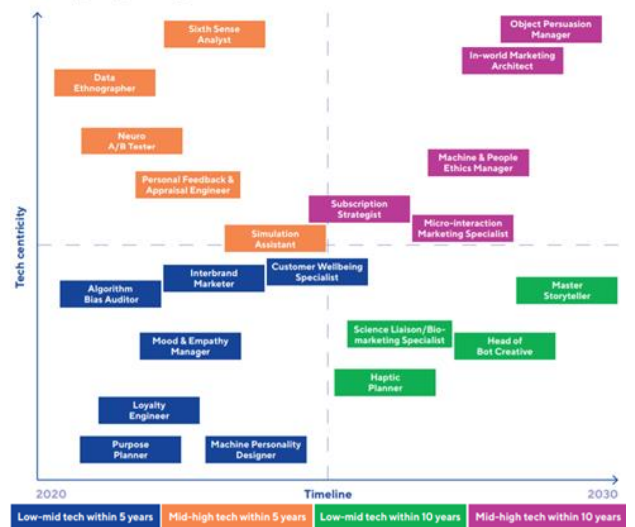 Object Persuasion
Manager
Sixth Sense
Analyst
In-world Marketing
Architect
Data
Ethnographer
Neuro
A/B Tester
Machine & People
Ethics Manager
Personal Feedback &
Appraisal Engineer
Subscription
Strategist
Micro-interaction
Marketing Specialist
Simulation
Assistant
Tech centricity
Customer Wellbeing
Specialist
Interbrand
Marketer
Algorithm
Bias Auditor
Master
Storyteller
Science Liaison/Bio-
marketing Specialist
Mood & Empathy
Manager
Head of
Bot Creative
Haptic
Planner
Loyalty
Engineer
Purpose
Planner
Machine Personality
Designer
2020 Timeline 2030
Low-mid tech within 5 years Mid-high tech within 5 years Low-mid tech within 10 years Mid-high tech within 10 years